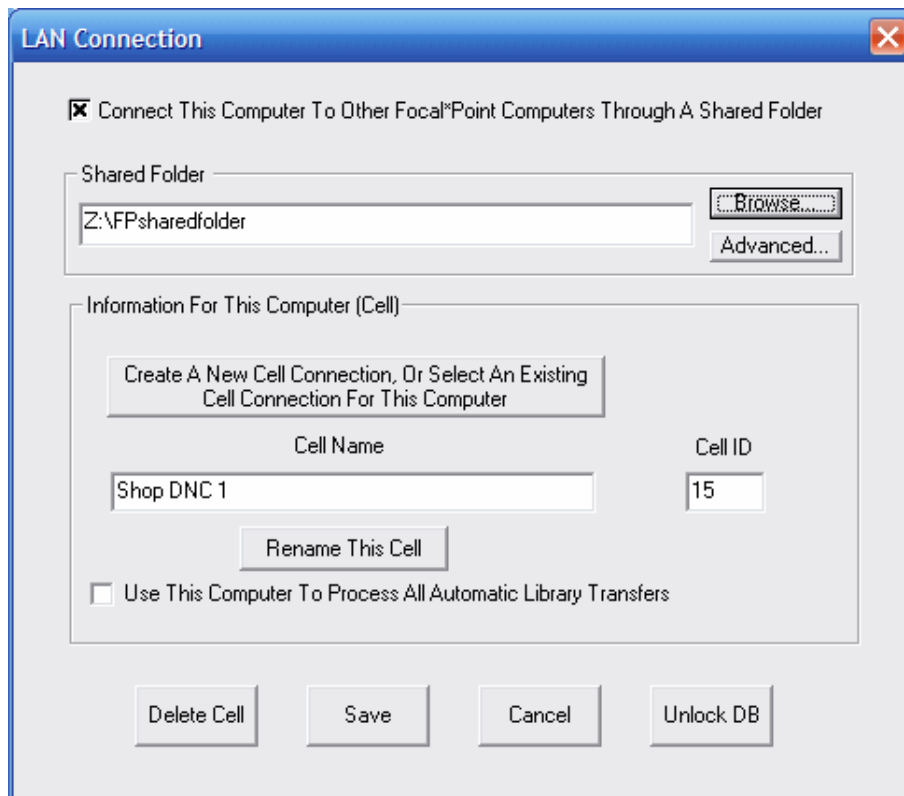 LAN Connection
Connect This Computer To Other Focal*Point Computers Through A Shared Folder
Shared Folder
Z:\FPsharedfolder
Browse...
Advanced...
Information For This Computer (Cell)
Create A New Cell Connection, Or Select An Existing
Cell Connection For This Computer
Cell Name Cell ID
Shop DNC 1 15
Rename This Cell
Use This Computer To Process All Automatic Library Transfers
Delete Cell Save Cancel Unlock DB